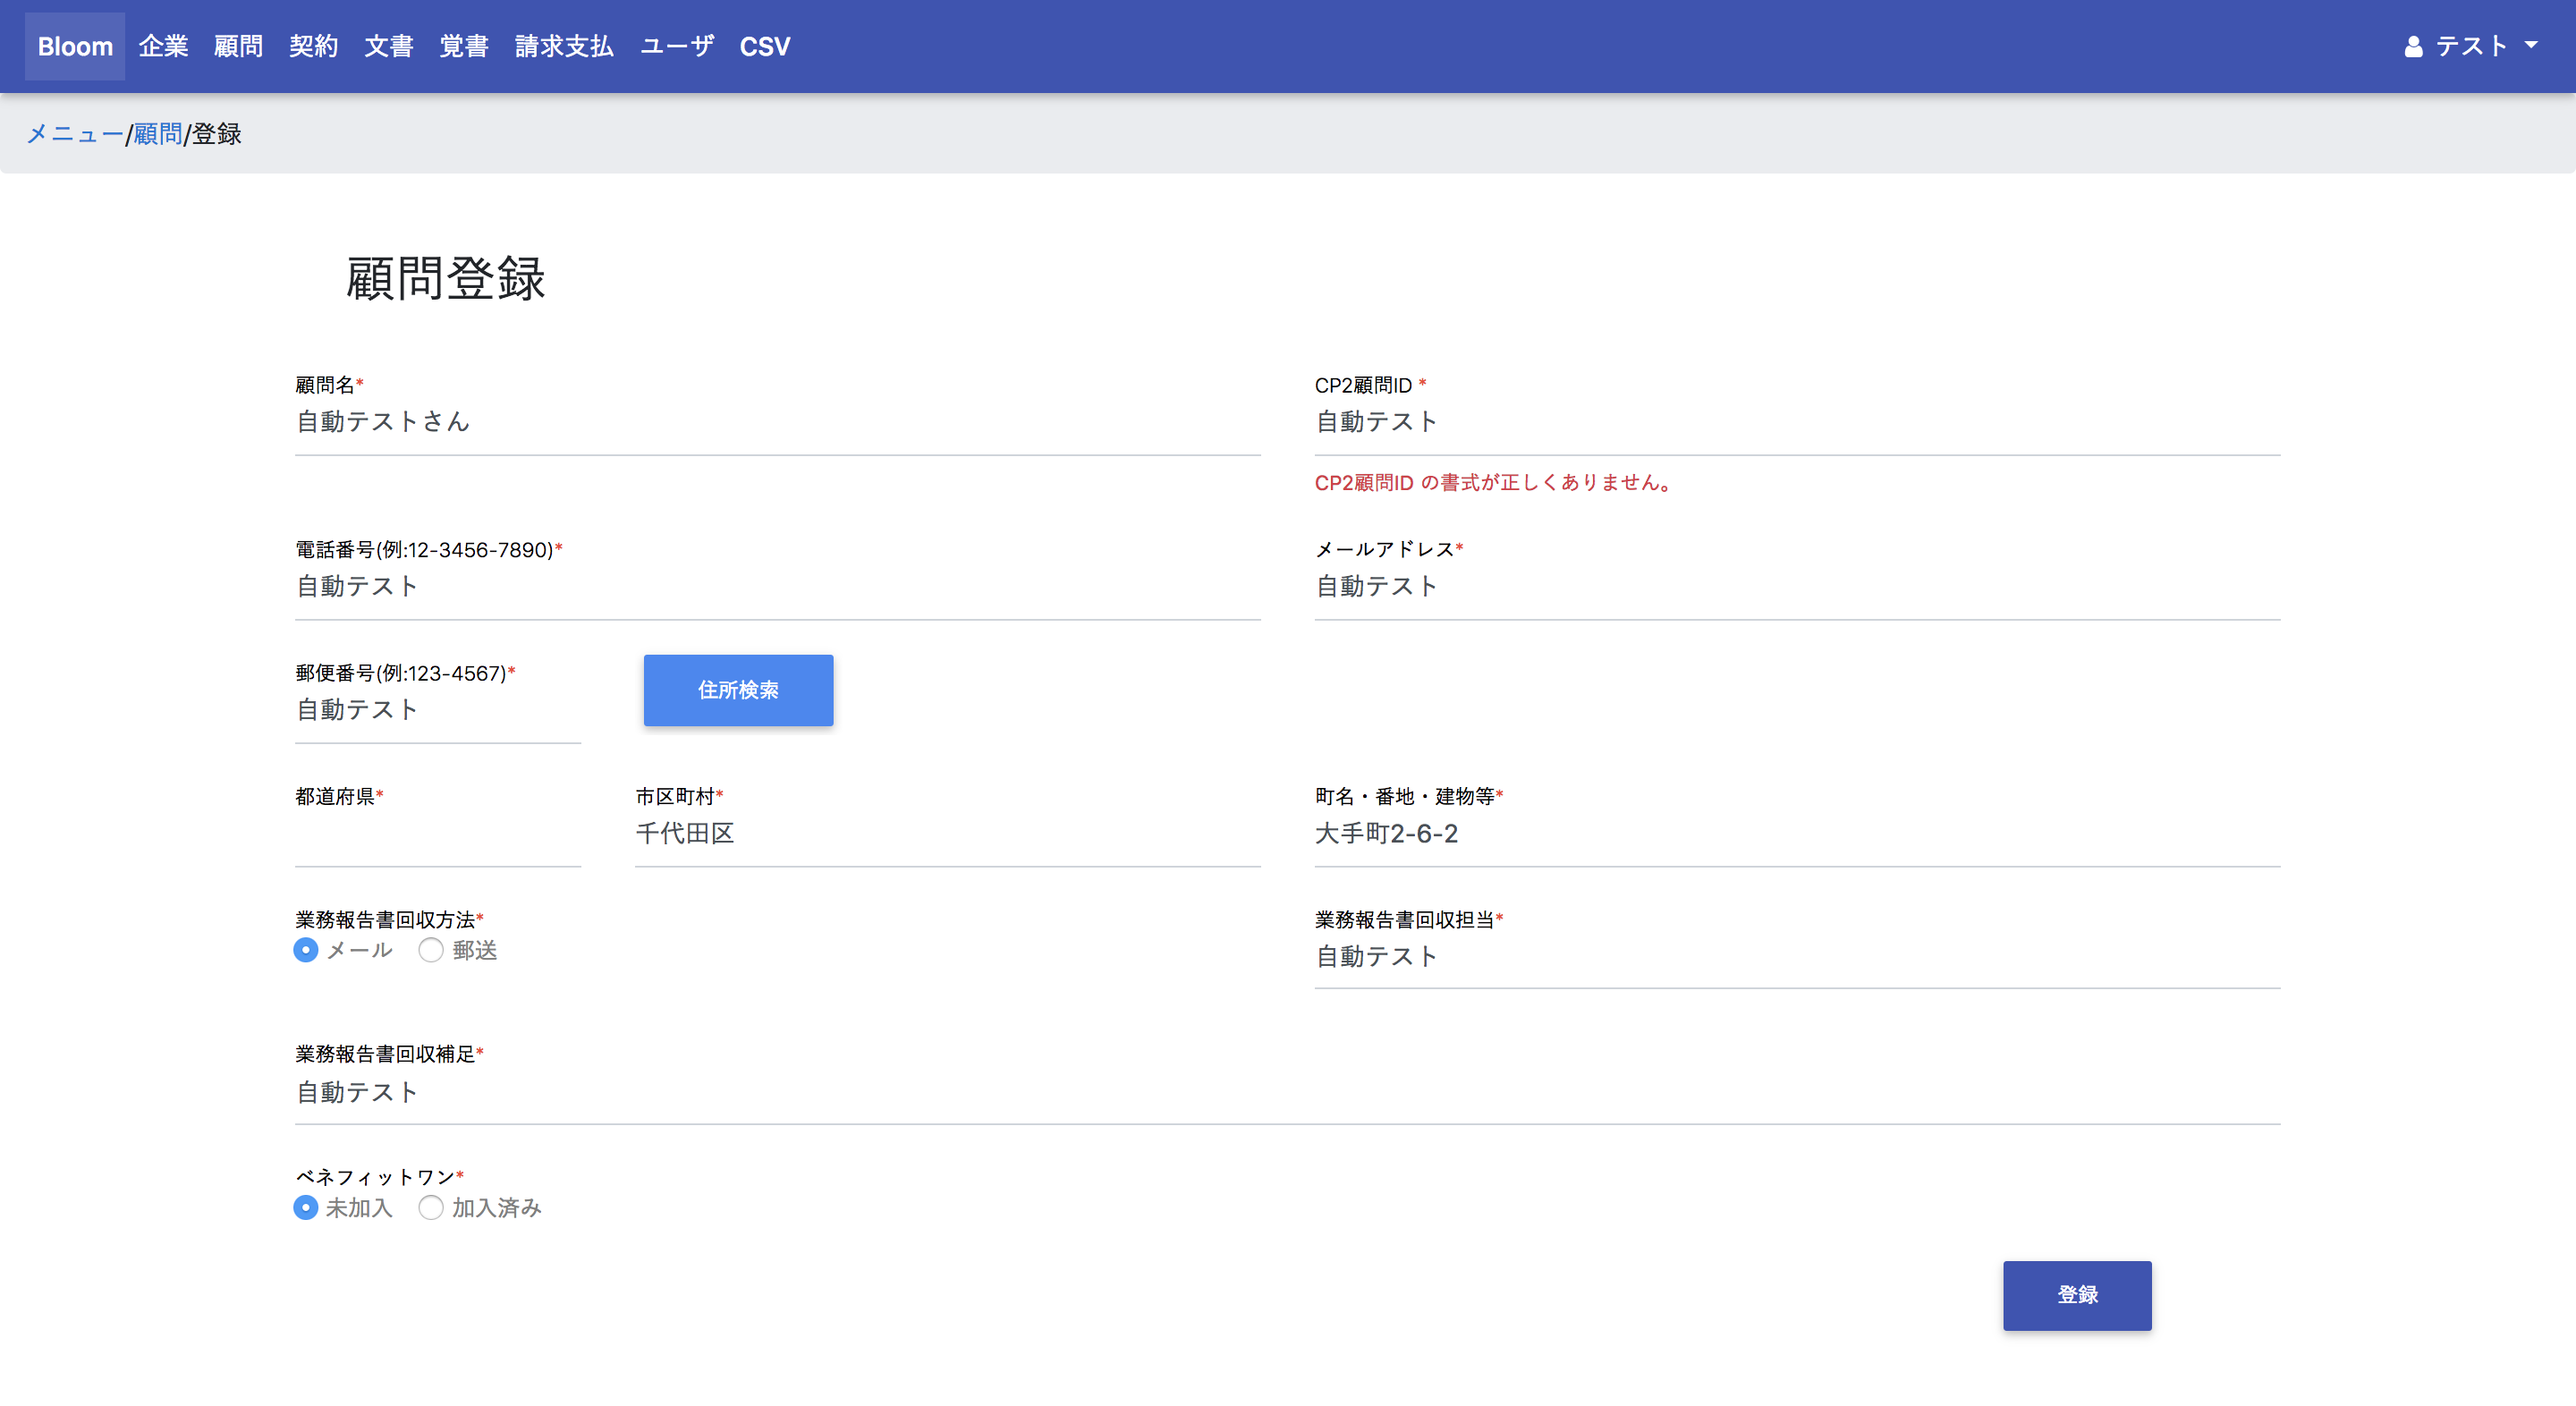 Bloom 企業 顧問 契約 文書 覚書 請求支払 ユーザ CSV テスト
メニュー/顧問/登録
顧問登録
顧問名* CP2顧問ID *
自動テストさん 自動テスト
CP2顧問ID の書式が正しくありません。
電話番号(例:12-3456-7890)* メールアドレス*
自動テスト 自動テスト
郵便番号(例:123-4567)* 住所検索
自動テスト
都道府県* 市区町村* 町名・番地・建物等*
千代田区 大手町2-6-2
業務報告書回収方法* 業務報告書回収担当*
メール 郵送 自動テスト
業務報告書回収補足*
自動テスト
ベネフィットワン*
未加入 加入済み
登録